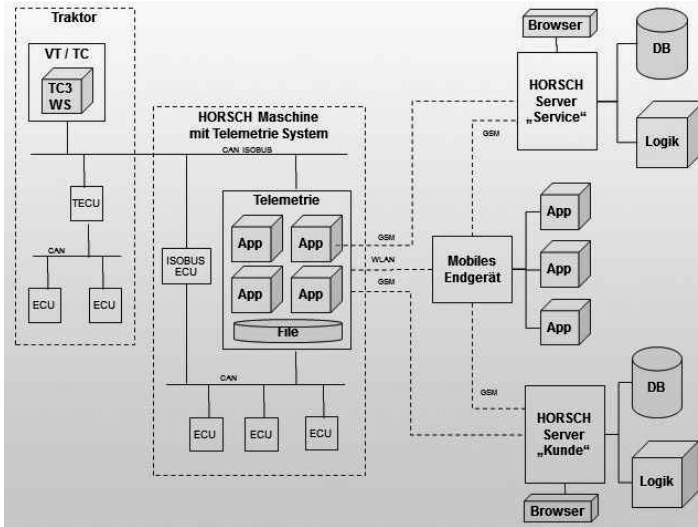 Traktor
VT / TC
TC3
WS
TECU
CAN
ECU
ECU
HORSCH Maschine
mit Telemetrie System
CAN ISOBUS
ISOBUS
ECU
Telemetrie
App
App
App
App
File
CAN
ECU
ECU
ECU
GSM
WLAN
GSM
Browser
HORSCH
Server
„Service“
DB
Logik
GSM
Mobiles
Endgerät
App
App
App
GSM
HORSCH
Server
„Kunde“
DB
Logik
Browser